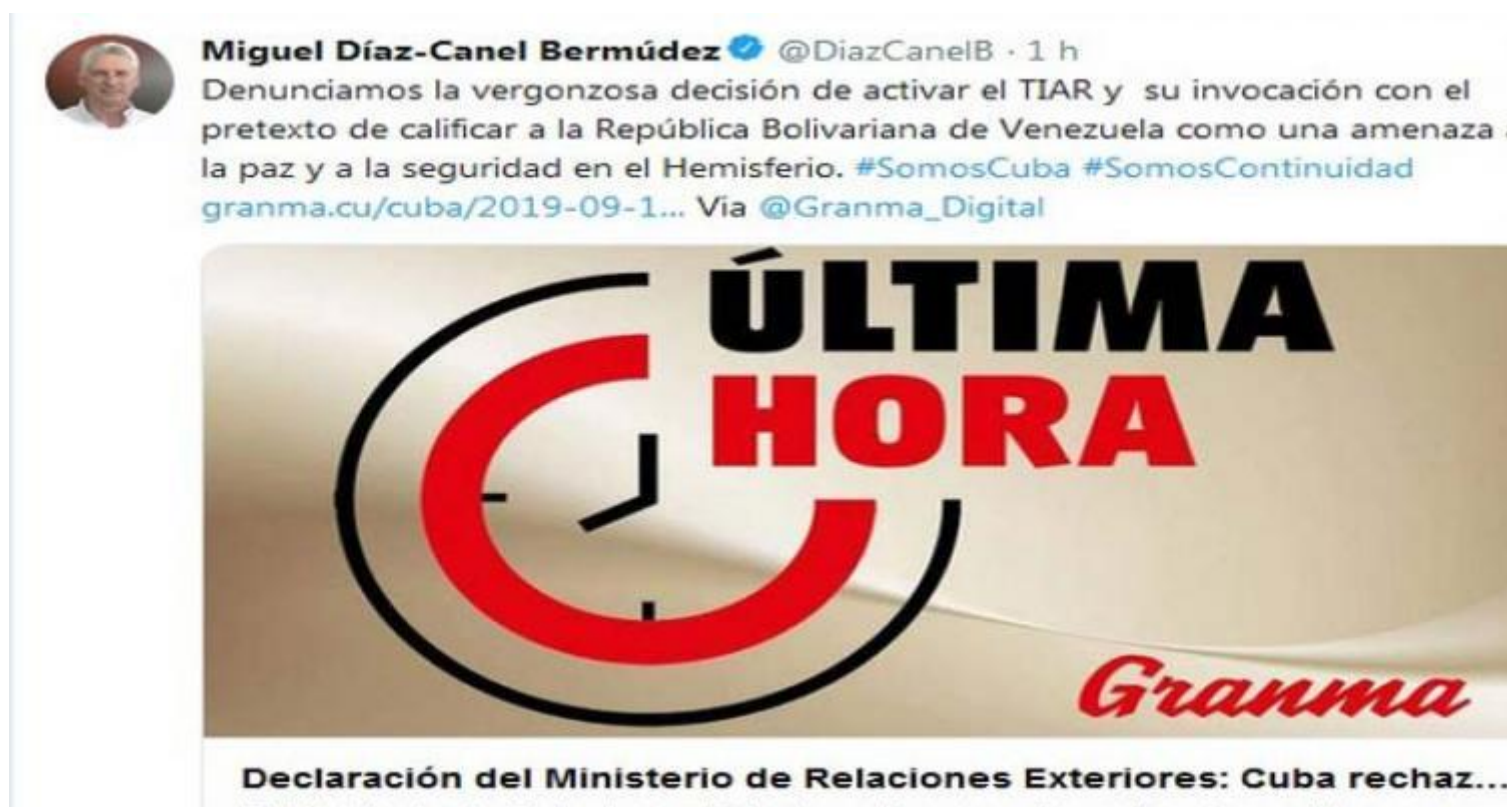 Miguel Díaz-Canel Bermúdez @DiazCanelB · 1 h
Denunciamos la vergonzosa decisión de activar el TIAR y su invocación con el
pretexto de calificar a la República Bolivariana de Venezuela como una amenaza
la paz y a la seguridad en el Hemisferio. #SomosCuba #SomosContinuidad
granma.cu/cuba/2019-09-1... Via @Granma_Digital
ÚLTIMA
HORA
Granma
Declaración del Ministerio de Relaciones Exteriores: Cuba rechaz...